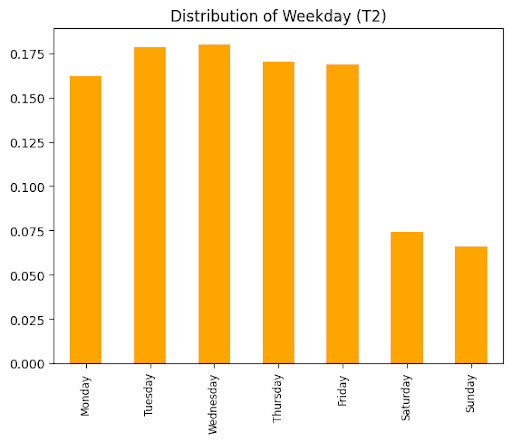 Distribution of Weekday (T2)
0.175
0.150
0.125
0.100
0.075
0.050
0.025
0.000
Monday
Tuesday
Wednesday
Thursday
Friday
Saturday
Sunday